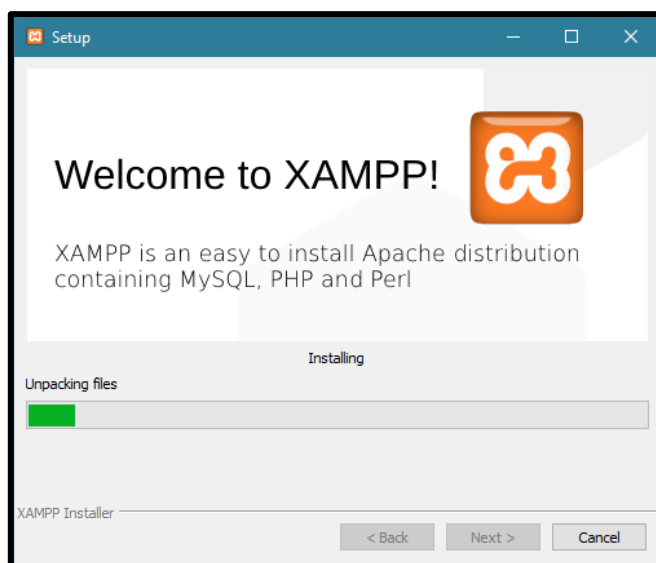 Setup
Welcome to XAMPP!
XAMPP is an easy to install Apache distribution
containing MySQL, PHP and Perl
Installing
Unpacking files
XAMPP Installer
< Back
Next >
Cancel